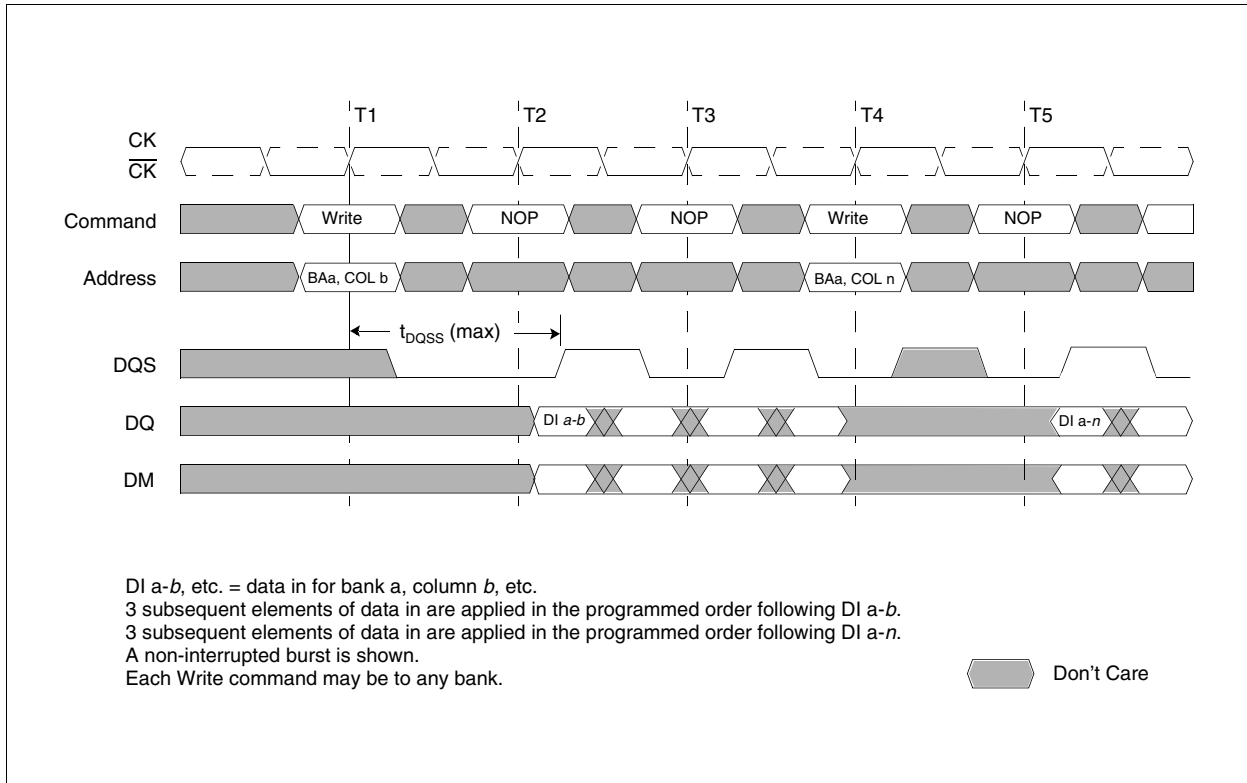 T1 T2 T3 T4 T5
CK
CK
Command Write NOP NOP Write NOP
Address BAa, COL b BAa, COL n
tDQSS (max)
DQS
DQ DI a-b DI a-n
DM
DI a-b, etc. = data in for bank a, column b, etc.
3 subsequent elements of data in are applied in the programmed order following DI a-b.
3 subsequent elements of data in are applied in the programmed order following DI a-n.
A non-interrupted burst is shown.
Each Write command may be to any bank.
Don't Care